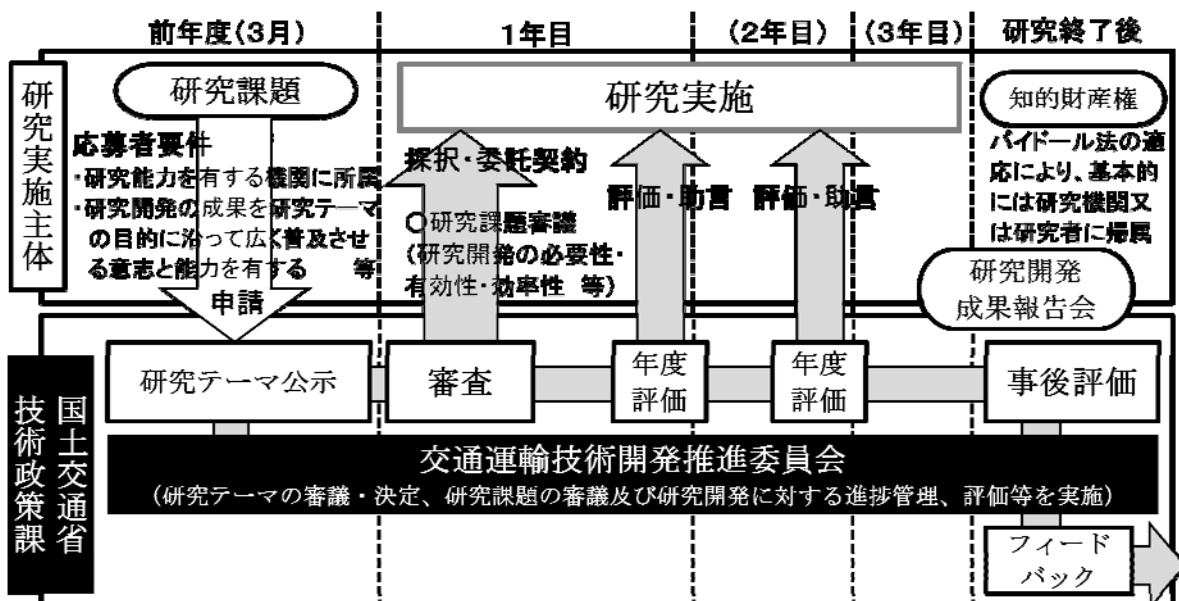 前年度（3月）
1年目
（2年目）
（3年目）
研究終了後
研究実施主体
研究課題
応募者要件
・研究能力を有する機関に所属
・研究開発の成果を研究テーマ
の目的に沿って広く普及させ
る意志と能力を有する　等
申請
研究実施
採択・委託契約
〇研究課題審議
（研究開発の必要性・
有効性・効率性　等）
評価・助言
評価・助言
知的財産権
バイドール法の適
応により、基本的
には研究機関又
は研究者に帰属
研究開発
成果報告会
国土交通省
技術政策課
研究テーマ公示
審査
年度
評価
年度
評価
事後評価
交通運輸技術開発推進委員会
（研究テーマの審議・決定、研究課題の審議及び研究開発に対する進捗管理、評価等を実施）
フィード
バック